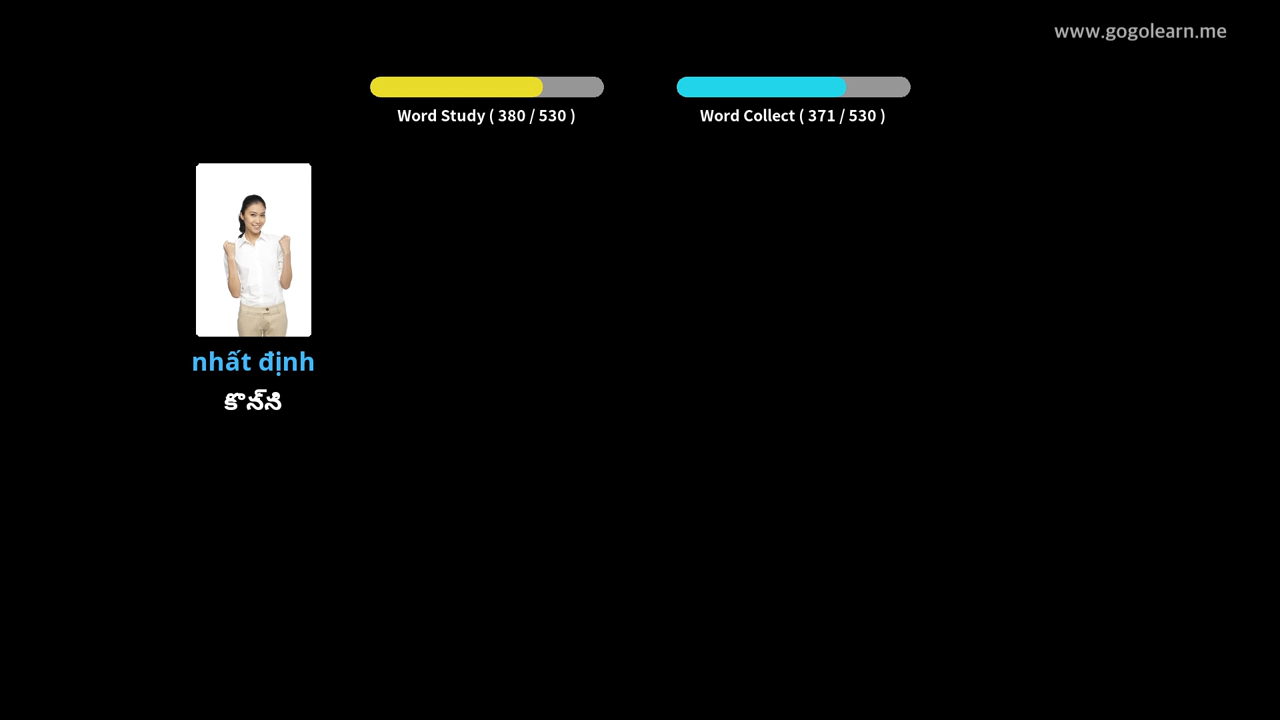 www.gogolearn.me
Word Study ( 380 / 530 )
Word Collect ( 371 / 530 )
nhất định
కొన్ని